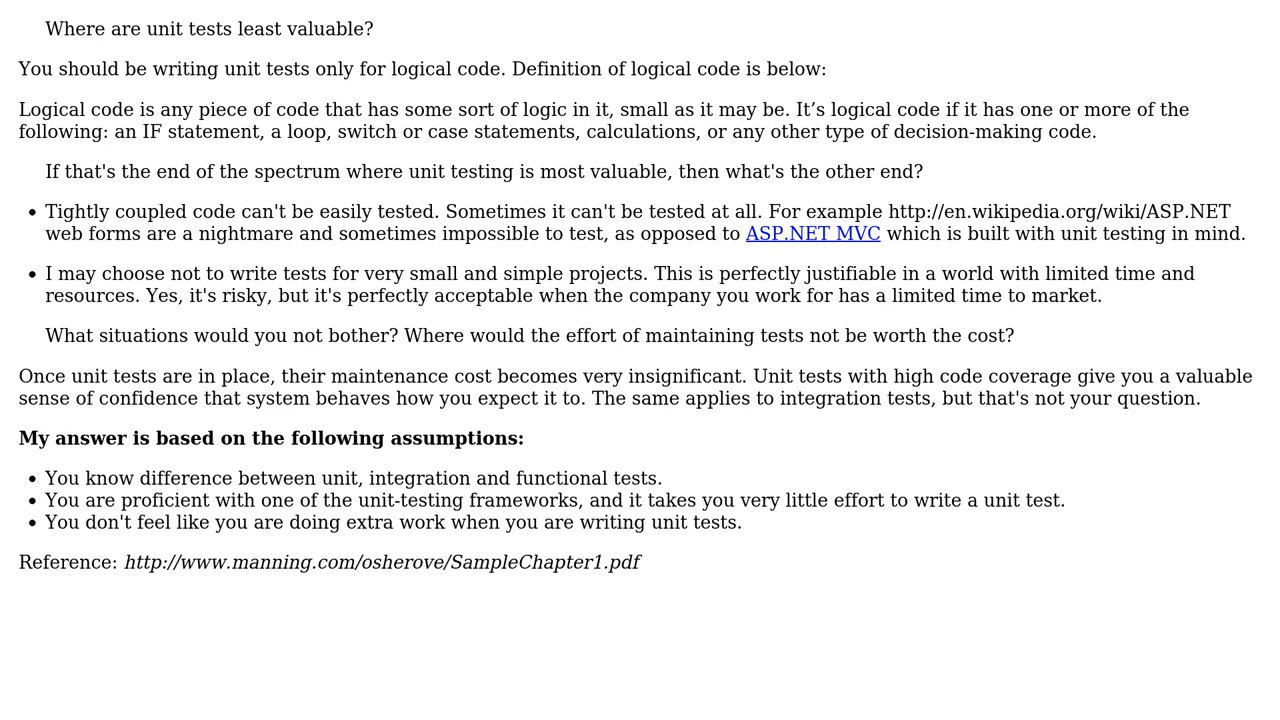 Where are unit tests least valuable?
You should be writing unit tests only for logical code. Definition of logical code is below:
Logical code is any piece of code that has some sort of logic in it, small as it may be. It’s logical code if it has one or more of the
following: an IF statement, a loop, switch or case statements, calculations, or any other type of decision-making code.
If that's the end of the spectrum where unit testing is most valuable, then what's the other end?
• Tightly coupled code can't be easily tested. Sometimes it can't be tested at all. For example http://en.wikipedia.org/wiki/ASP.NET
web forms are a nightmare and sometimes impossible to test, as opposed to ASP.NET MVC which is built with unit testing in mind.
• I may choose not to write tests for very small and simple projects. This is perfectly justifiable in a world with limited time and
resources. Yes, it's risky, but it's perfectly acceptable when the company you work for has a limited time to market.
What situations would you not bother? Where would the effort of maintaining tests not be worth the cost?
Once unit tests are in place, their maintenance cost becomes very insignificant. Unit tests with high code coverage give you a valuable
sense of confidence that system behaves how you expect it to. The same applies to integration tests, but that's not your question.
My answer is based on the following assumptions:
• You know difference between unit, integration and functional tests.
• You are proficient with one of the unit-testing frameworks, and it takes you very little effort to write a unit test.
• You don't feel like you are doing extra work when you are writing unit tests.
Reference: http://www.manning.com/osherove/SampleChapter1.pdf